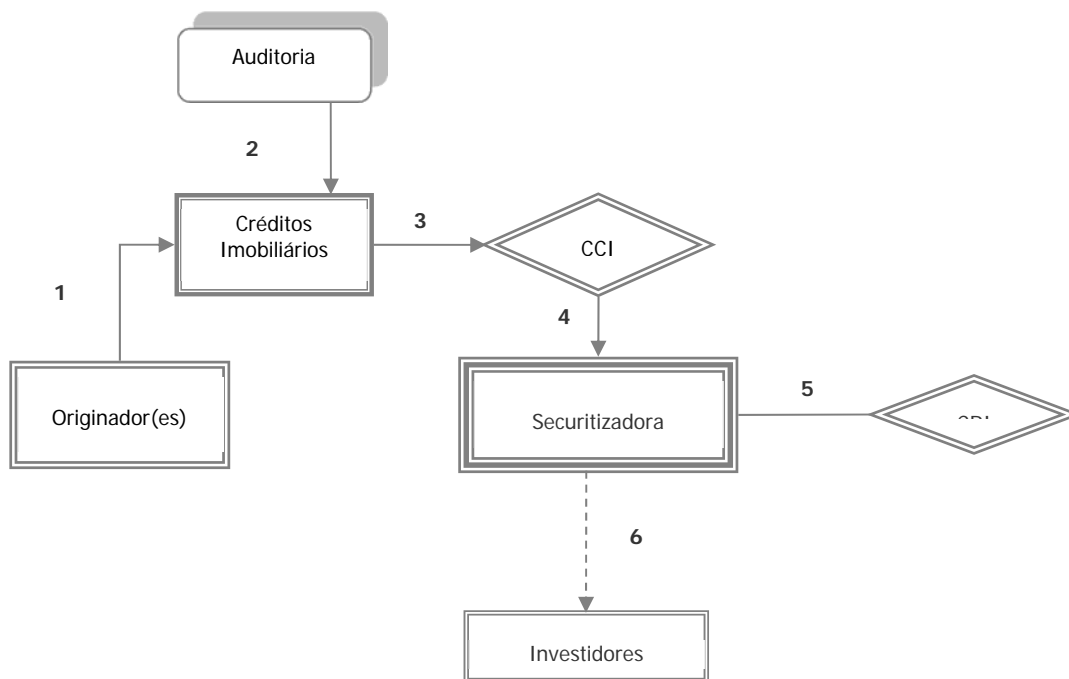 Auditoria
2
Créditos
Imobiliários
3
CCI
1
4
Originador(es)
Securitizadora
5
6
Investidores